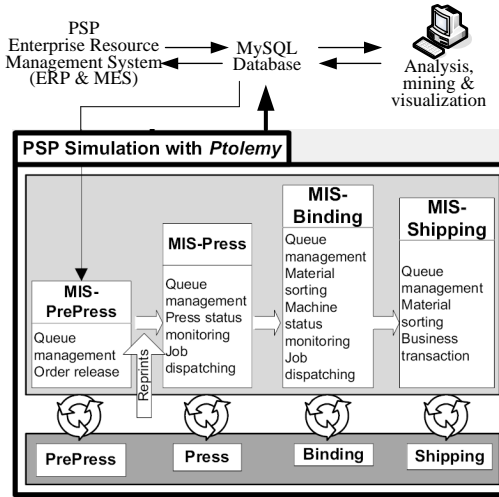 PSP
Enterprise Resource
Management System
(ERP & MES)
MySQL
Database
Analysis,
mining &
visualization
PSP Simulation with Ptolemy
MIS-
PrePress
Queue
management
Order release
Reprints
MIS-Press
Queue
management
Press status
monitoring
Job
dispatching
MIS-
Binding
Queue
management
Material
sorting
Machine
status
monitoring
Job
dispatching
MIS-
Shipping
Queue
management
Material
sorting
Business
transaction
PrePress
Press
Binding
Shipping